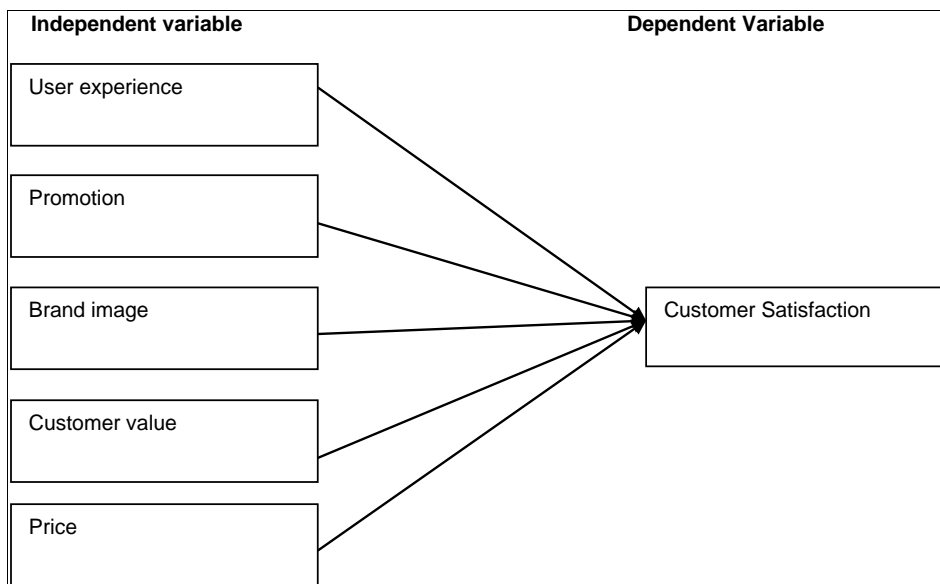 Independent variable
Dependent Variable
User experience
Promotion
Brand image
Customer Satisfaction
Customer value
Price